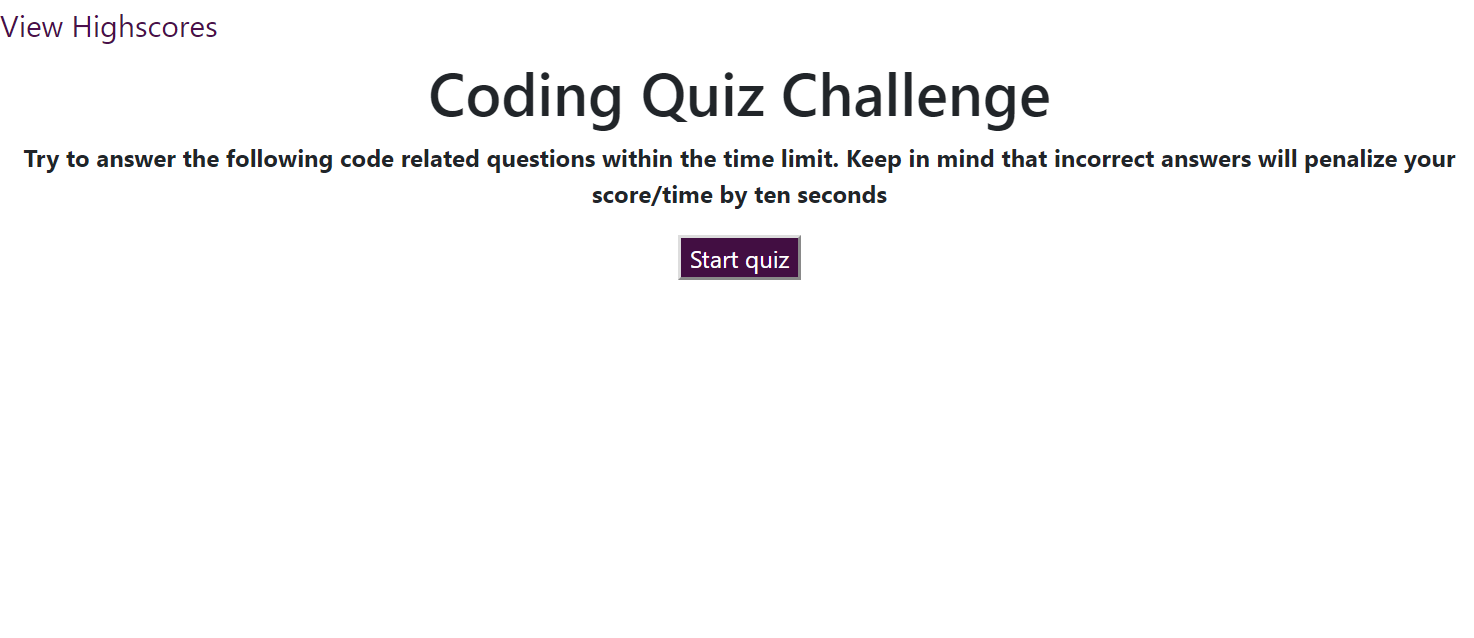 View Highscores
Coding Quiz Challenge
Try to answer the following code related questions within the time limit. Keep in mind that incorrect answers will penalize your
score/time by ten seconds
Start quiz